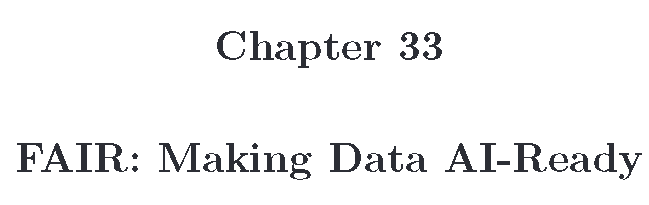 Chapter 33
FAIR: Making Data AI-Ready